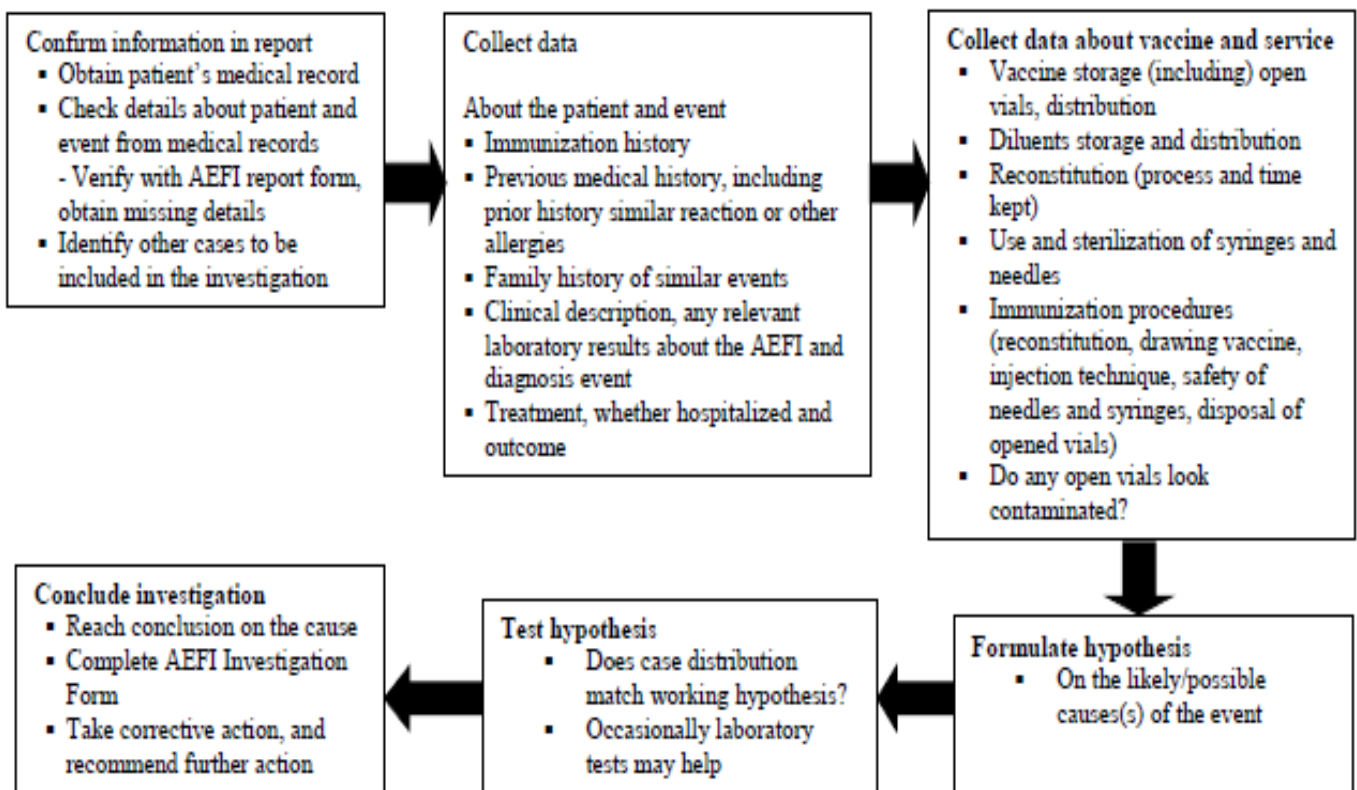 Confirm information in report
▪ Obtain patient's medical record
▪ Check details about patient and
event from medical records
- Verify with AEFI report form,
obtain missing details
▪ Identify other cases to be
included in the investigation
Collect data
About the patient and event
▪ Immunization history
▪ Previous medical history, including
prior history similar reaction or other
allergies
▪ Family history of similar events
▪ Clinical description, any relevant
laboratory results about the AEFI and
diagnosis event
▪ Treatment, whether hospitalized and
outcome
Collect data about vaccine and service
▪ Vaccine storage (including) open
vials, distribution
▪ Diluents storage and distribution
▪ Reconstitution (process and time
kept)
▪ Use and sterilization of syringes and
needles
▪ Immunization procedures
(reconstitution, drawing vaccine,
injection technique, safety of
needles and syringes, disposal of
opened vials)
▪ Do any open vials look
contaminated?
Formulate hypothesis
▪ On the likely/possible
causes(s) of the event
Test hypothesis
▪ Does case distribution
match working hypothesis?
▪ Occasionally laboratory
tests may help
Conclude investigation
▪ Reach conclusion on the cause
▪ Complete AEFI Investigation
Form
▪ Take corrective action, and
recommend further action